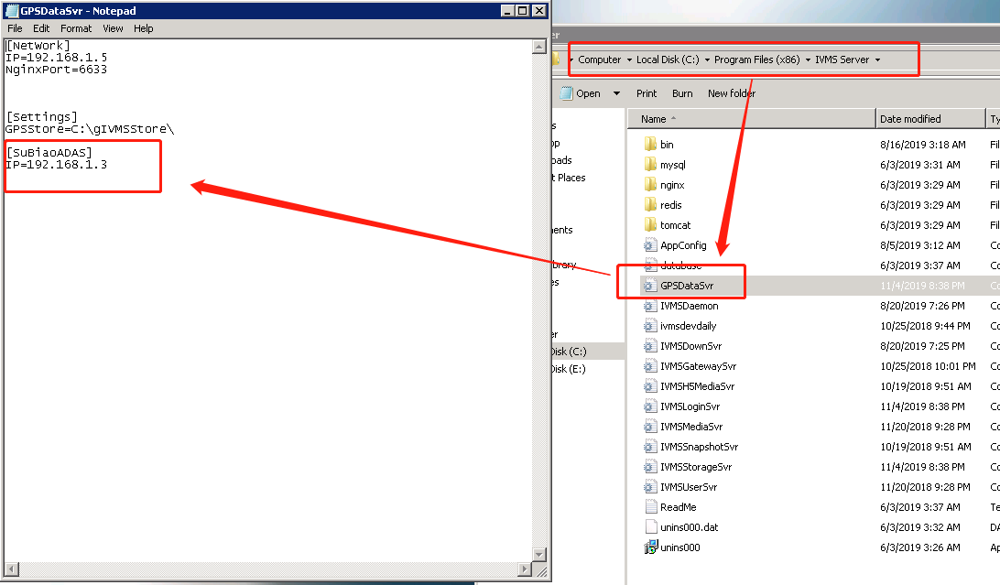 GPSDataSvr - Notepad
File Edit Format View Help
[Network]
IP=192.168.1.5
NginxPort=6633
[Settings]
GPSStore=C:\gIVMSStore\
[SuBiaoADAS]
IP=192.168.1.3
er
Computer Local Disk (C:) Program Files (x86) IVMS Server
Open Print Burn New folder
s
op
oads
t Places
ments
brary
es
er
Disk (C:)
Disk (E:)
Name Date modified Ty
bin 8/16/2019 3:18 AM Fil
mysql 6/3/2019 3:31 AM Fil
nginx 6/3/2019 3:29 AM Fil
redis 6/3/2019 3:29 AM Fil
tomcat 6/3/2019 3:29 AM Fil
AppConfig 8/5/2019 3:12 AM Co
database 6/3/2019 3:37 AM Co
GPSDataSvr 11/4/2019 8:38 PM Co
IVMSDaemon 8/20/2019 7:26 PM Co
ivmsdevdaily 10/25/2018 9:44 PM Co
IVMSDownSvr 8/20/2019 7:25 PM Co
IVMSGatewaySvr 10/25/2018 10:01 PM Co
IVMSH5MediaSvr 10/19/2018 9:51 AM Co
IVMSLoginSvr 11/4/2019 8:38 PM Co
IVMSMediaSvr 11/20/2018 9:28 PM Co
IVMSSnapshotSvr 10/19/2018 9:51 AM Co
IVMSStorageSvr 11/4/2019 8:38 PM Co
IVMSUserSvr 11/20/2018 9:28 PM Co
ReadMe 6/3/2019 3:37 AM Te
unins000.dat 6/3/2019 3:32 AM DA
unins000 6/3/2019 3:26 AM Ap